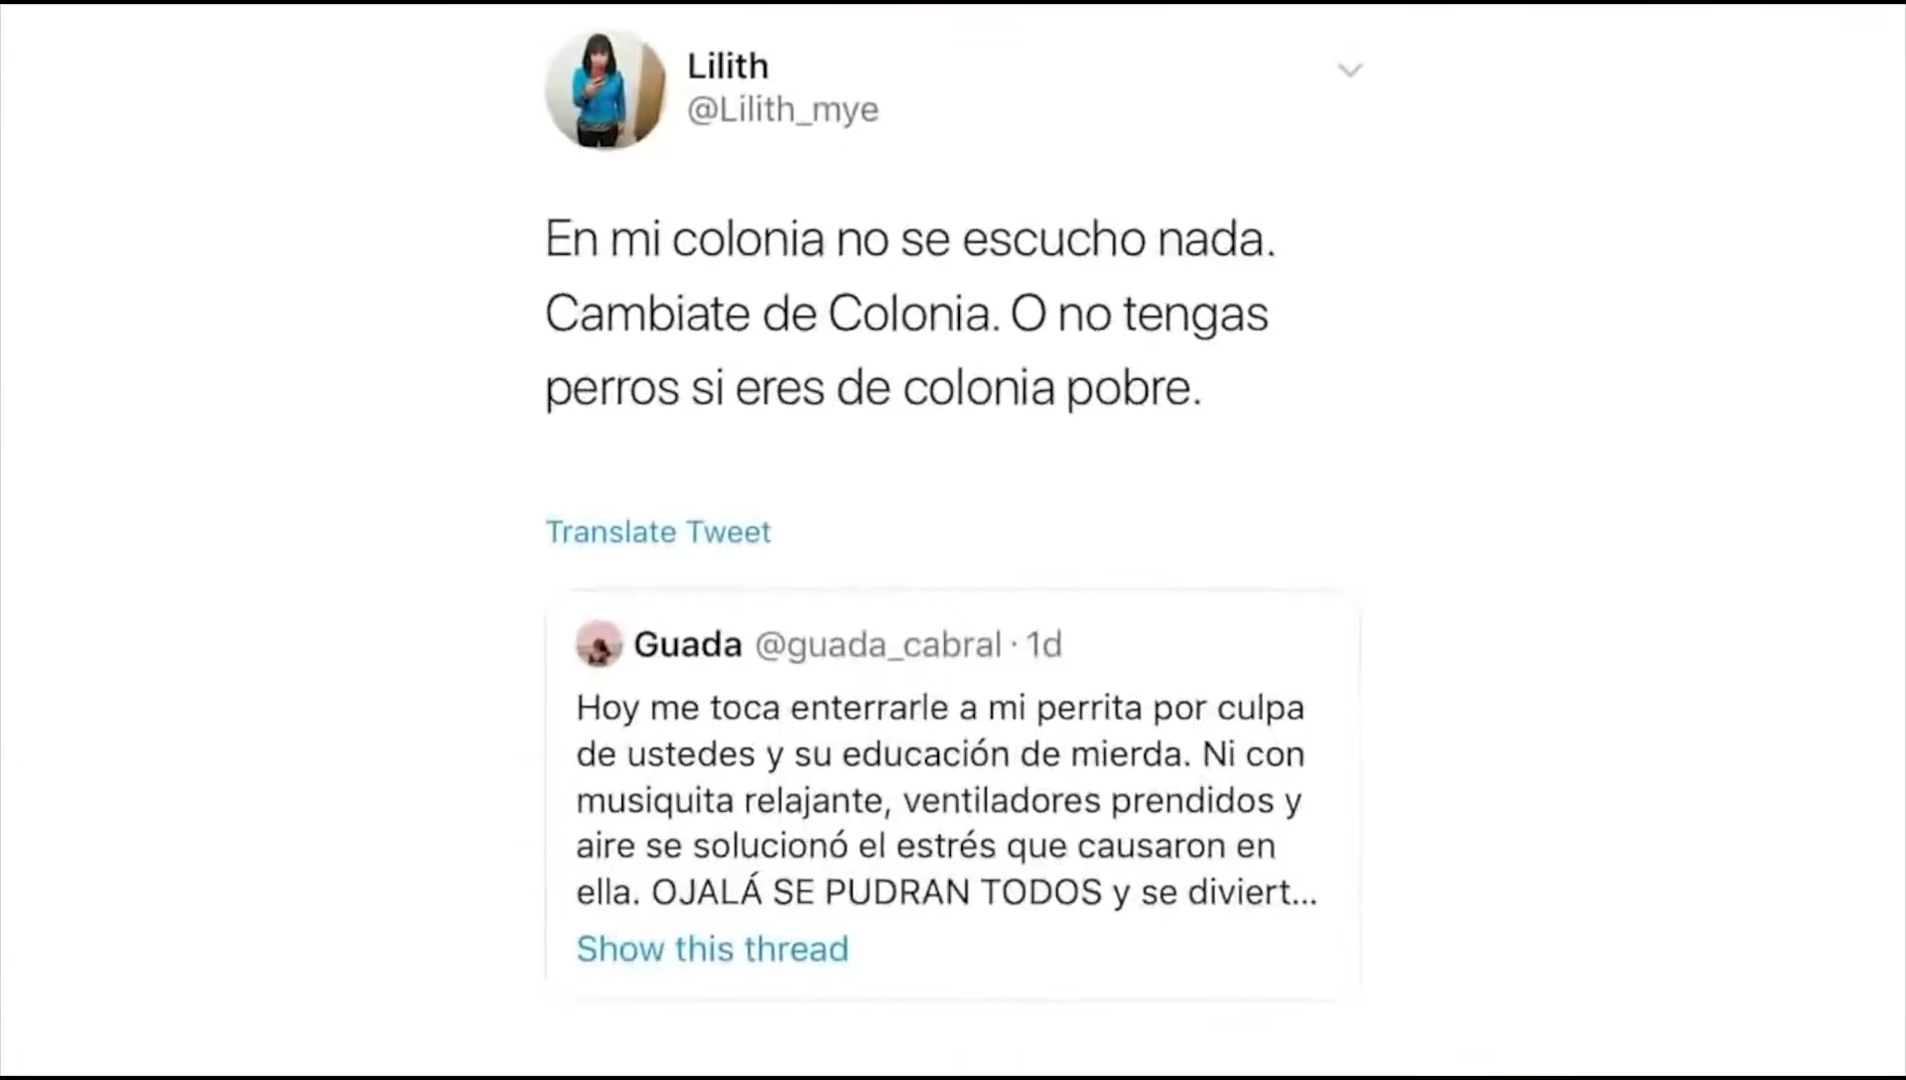 Lilith
@Lilith_mye
En mi colonia no se escucho nada.
Cambiate de Colonia. O no tengas
perros si eres de colonia pobre.
Translate Tweet
Guada @guada_cabral · 1d
Hoy me toca enterrarle a mi perrita por culpa
de ustedes y su educación de mierda. Ni con
musiquita relajante, ventiladores prendidos y
aire se solucionó el estrés que causaron en
ella. OJALÁ SE PUDRAN TODOS y se diviert...
Show this thread